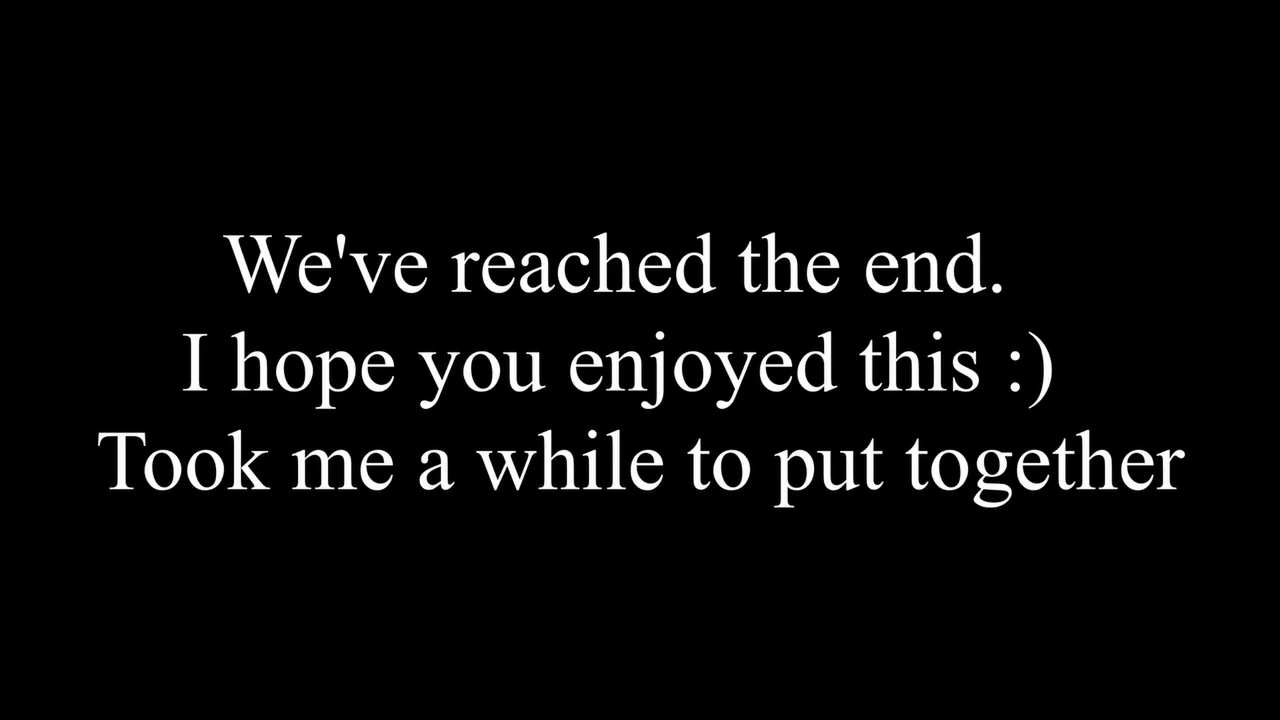 We've reached the end.
I hope you enjoyed this :)
Took me a while to put together